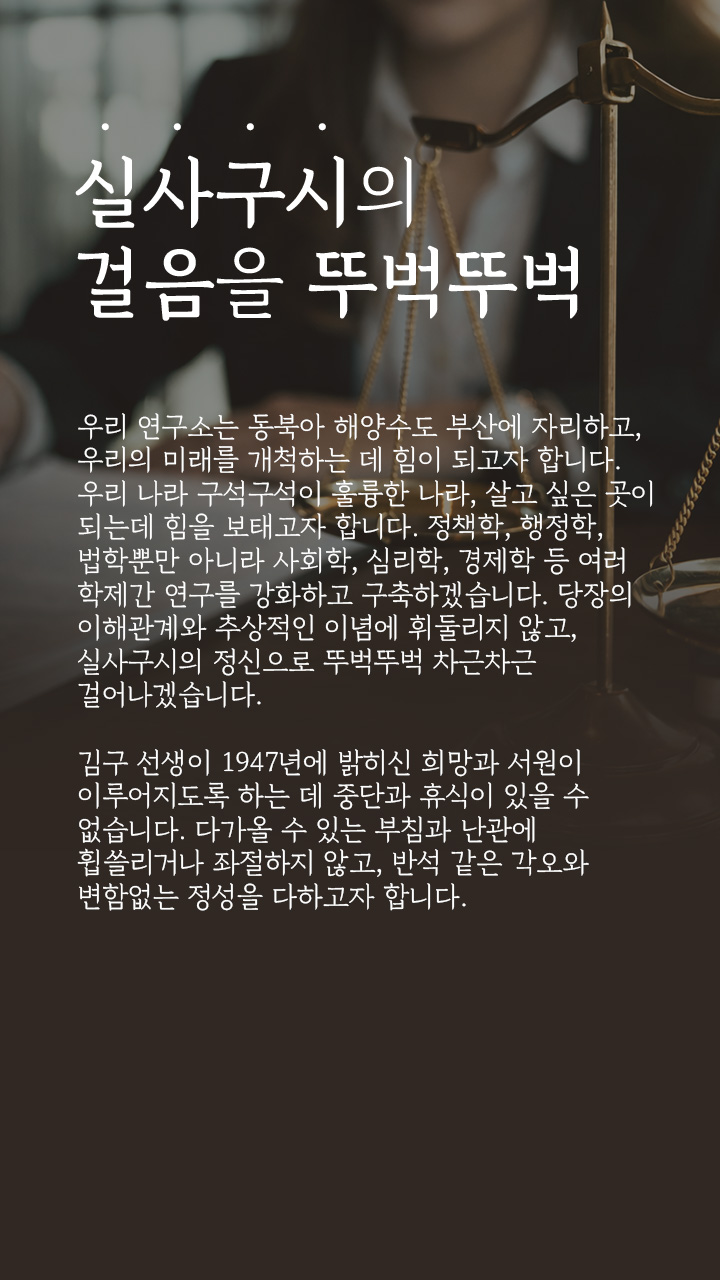 실사구시의
걸음을 뚜벅뚜벅
우리 연구소는 동북아 해양수도 부산에 자리하고,
우리의 미래를 개척하는 데 힘이 되고자 합니다.
우리 나라 구석구석이 훌륭한 나라, 살고 싶은 곳이
되는데 힘을 보태고자 합니다. 정책학, 행정학,
법학뿐만 아니라 사회학, 심리학, 경제학 등 여러
학제간 연구를 강화하고 구축하겠습니다. 당장의
이해관계와 추상적인 이념에 휘둘리지 않고,
실사구시의 정신으로 뚜벅뚜벅 차근차근
걸어나겠습니다.
김구 선생이 1947년에 밝히신 희망과 서원이
이루어지도록 하는 데 중단과 휴식이 있을 수
없습니다. 다가올 수 있는 부침과 난관에
휩쓸리거나 좌절하지 않고, 반석 같은 각오와
변함없는 정성을 다하고자 합니다.